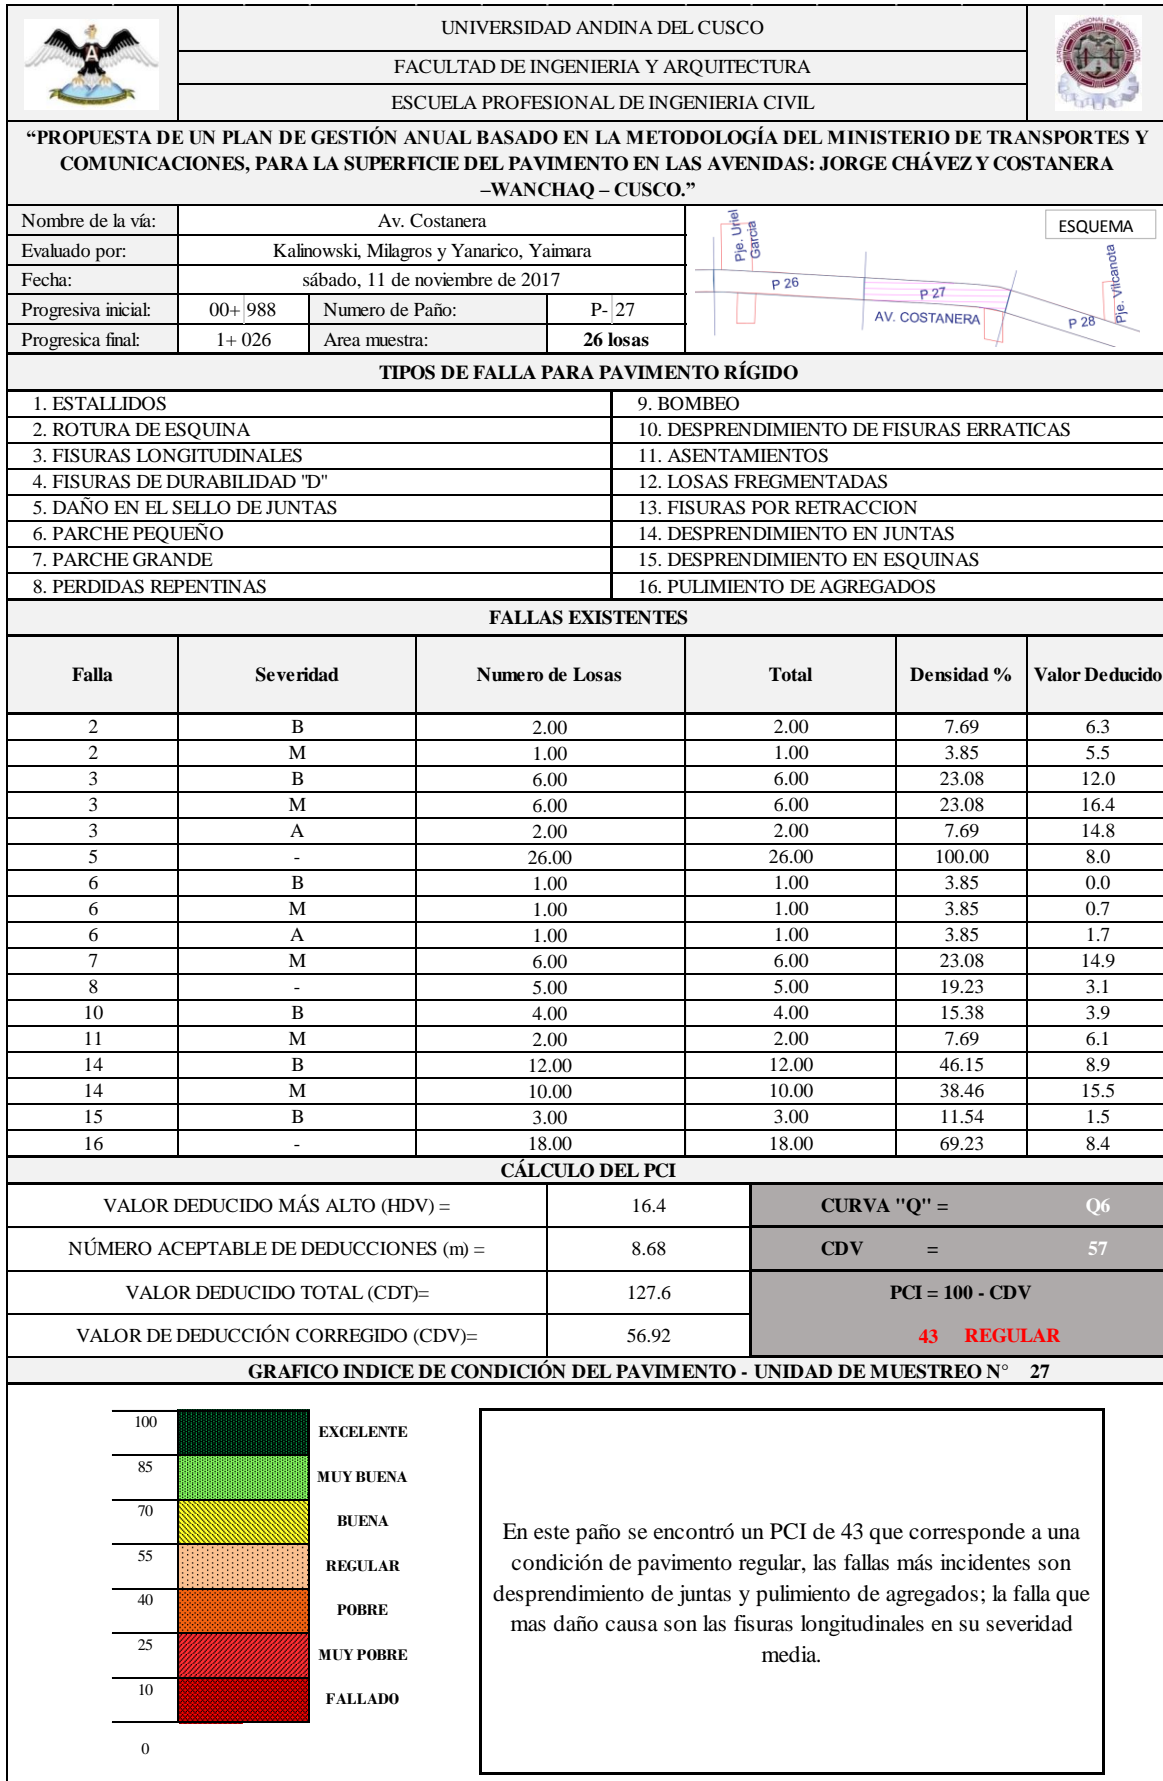 UNIVERSIDAD ANDINA DEL CUSCO
FACULTAD DE INGENIERIA Y ARQUITECTURA
ESCUELA PROFESIONAL DE INGENIERIA CIVIL
“PROPUESTA DE UN PLAN DE GESTIÓN ANUAL BASADO EN LA METODOLOGÍA DEL MINISTERIO DE TRANSPORTES Y
COMUNICACIONES, PARA LA SUPERFICIE DEL PAVIMENTO EN LAS AVENIDAS: JORGE CHÁVEZ Y COSTANERA
–WANCHAQ – CUSCO.”
Nombre de la vía: Av. Costanera
Evaluado por: Kalinowski, Milagros y Yanarico, Yaimara
Fecha: sábado, 11 de noviembre de 2017
Progresiva inicial: 00+ 988 Numero de Paño: P- 27
Progresica final: 1+ 026 Area muestra: 26 losas
ESQUEMA
Pje. Uriel
Garcia
P 26
P 27
AV. COSTANERA
P 28
Pje. Vilcanota
TIPOS DE FALLA PARA PAVIMENTO RÍGIDO
1. ESTALLIDOS 9. BOMBEO
2. ROTURA DE ESQUINA 10. DESPRENDIMIENTO DE FISURAS ERRATICAS
3. FISURAS LONGITUDINALES 11. ASENTAMIENTOS
4. FISURAS DE DURABILIDAD "D" 12. LOSAS FREGMENTADAS
5. DAÑO EN EL SELLO DE JUNTAS 13. FISURAS POR RETRACCION
6. PARCHE PEQUEÑO 14. DESPRENDIMIENTO EN JUNTAS
7. PARCHE GRANDE 15. DESPRENDIMIENTO EN ESQUINAS
8. PERDIDAS REPENTINAS 16. PULIMIENTO DE AGREGADOS
FALLAS EXISTENTES
Falla Severidad Numero de Losas Total Densidad % Valor Deducido
2 B 2.00 2.00 7.69 6.3
2 M 1.00 1.00 3.85 5.5
3 B 6.00 6.00 23.08 12.0
3 M 6.00 6.00 23.08 16.4
3 A 2.00 2.00 7.69 14.8
5 - 26.00 26.00 100.00 8.0
6 B 1.00 1.00 3.85 0.0
6 M 1.00 1.00 3.85 0.7
6 A 1.00 1.00 3.85 1.7
7 M 6.00 6.00 23.08 14.9
8 - 5.00 5.00 19.23 3.1
10 B 4.00 4.00 15.38 3.9
11 M 2.00 2.00 7.69 6.1
14 B 12.00 12.00 46.15 8.9
14 M 10.00 10.00 38.46 15.5
15 B 3.00 3.00 11.54 1.5
16 - 18.00 18.00 69.23 8.4
CÁLCULO DEL PCI
VALOR DEDUCIDO MÁS ALTO (HDV) = 16.4 CURVA "Q" = Q6
NÚMERO ACEPTABLE DE DEDUCCIONES (m) = 8.68 CDV = 57
VALOR DEDUCIDO TOTAL (CDT)= 127.6 PCI = 100 - CDV
VALOR DE DEDUCCIÓN CORREGIDO (CDV)= 56.92 43 REGULAR
GRAFICO INDICE DE CONDICIÓN DEL PAVIMENTO - UNIDAD DE MUESTREO N° 27
100
EXCELENTE
85
MUY BUENA
70
BUENA
55
REGULAR
40
POBRE
25
MUY POBRE
10
FALLADO
0
En este paño se encontró un PCI de 43 que corresponde a una
condición de pavimento regular, las fallas más incidentes son
desprendimiento de juntas y pulimiento de agregados; la falla que
mas daño causa son las fisuras longitudinales en su severidad
media.